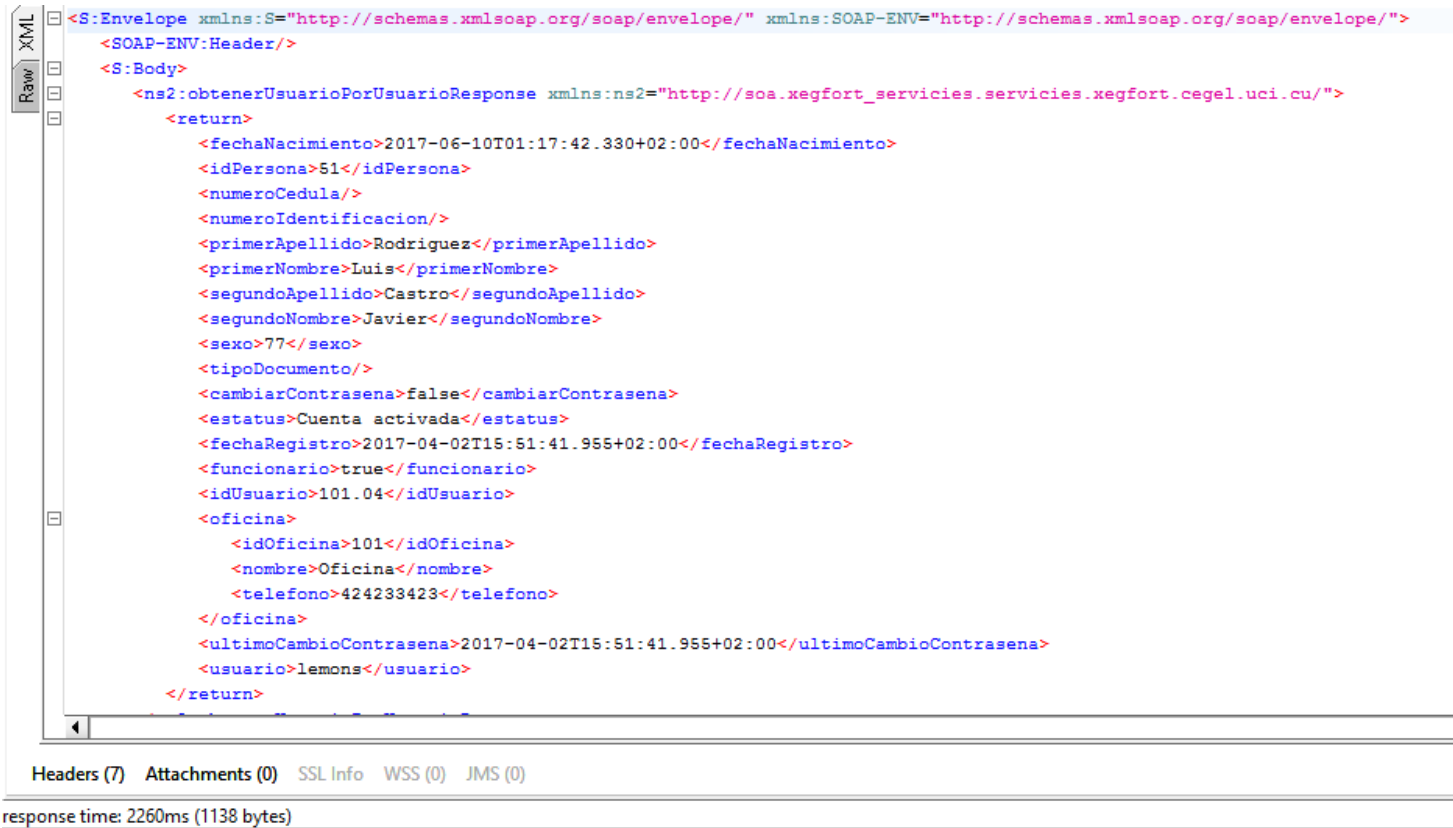 XML
Raw
<S:Envelope xmlns:S="http://schemas.xmlsoap.org/soap/envelope/" xmlns:SOAP-ENV="http://schemas.xmlsoap.org/soap/envelope/">
<SOAP-ENV:Header/>
<S:Body>
<ns2:obtenerUsuarioPorUsuarioResponse xmlns:ns2="http://soa.xegfort_servicies.servicies.xegfort.cegel.uci.cu/">
<return>
<fechaNacimiento>2017-06-10T01:17:42.330+02:00</fechaNacimiento>
<idPersona>51</idPersona>
<numeroCedula/>
<numeroIdentificacion/>
<primerApellido>Rodriguez</primerApellido>
<primerNombre>Luis</primerNombre>
<segundoApellido>Castro</segundoApellido>
<segundoNombre>Javier</segundoNombre>
<sexo>77</sexo>
<tipoDocumento/>
<cambiarContrasena>false</cambiarContrasena>
<estatus>Cuenta activada</estatus>
<fechaRegistro>2017-04-02T15:51:41.955+02:00</fechaRegistro>
<funcionario>true</funcionario>
<idUsuario>101.04</idUsuario>
<oficina>
<idOficina>101</idOficina>
<nombre>Oficina</nombre>
<telefono>424233423</telefono>
</oficina>
<ultimoCambioContrasena>2017-04-02T15:51:41.955+02:00</ultimoCambioContrasena>
<usuario>lemons</usuario>
</return>
Headers (7) Attachments (0) SSL Info WSS (0) JMS (0)
response time: 2260ms (1138 bytes)